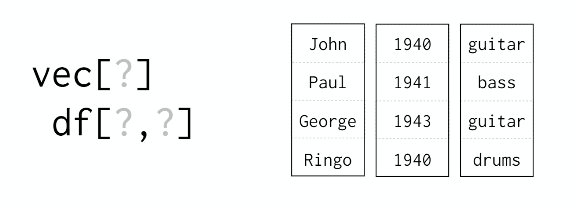 vec[?]
df[?,?]
John 1940 guitar
Paul 1941 bass
George 1943 guitar
Ringo 1940 drums